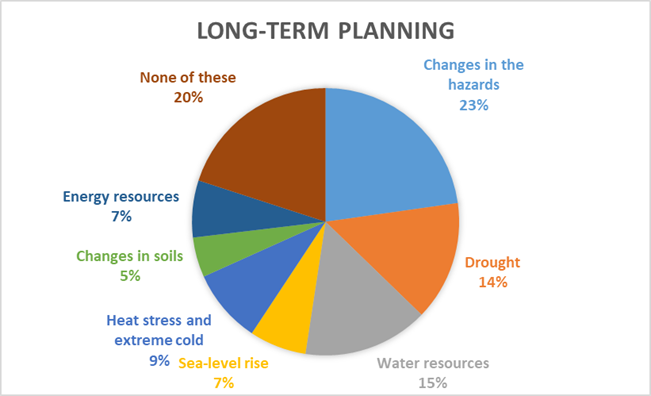 LONG-TERM PLANNING
Changes in the
hazards
23%
Drought
14%
Water resources
15%
Sea-level rise
7%
Heat stress and
extreme cold
9%
Changes in soils
5%
Energy resources
7%
None of these
20%